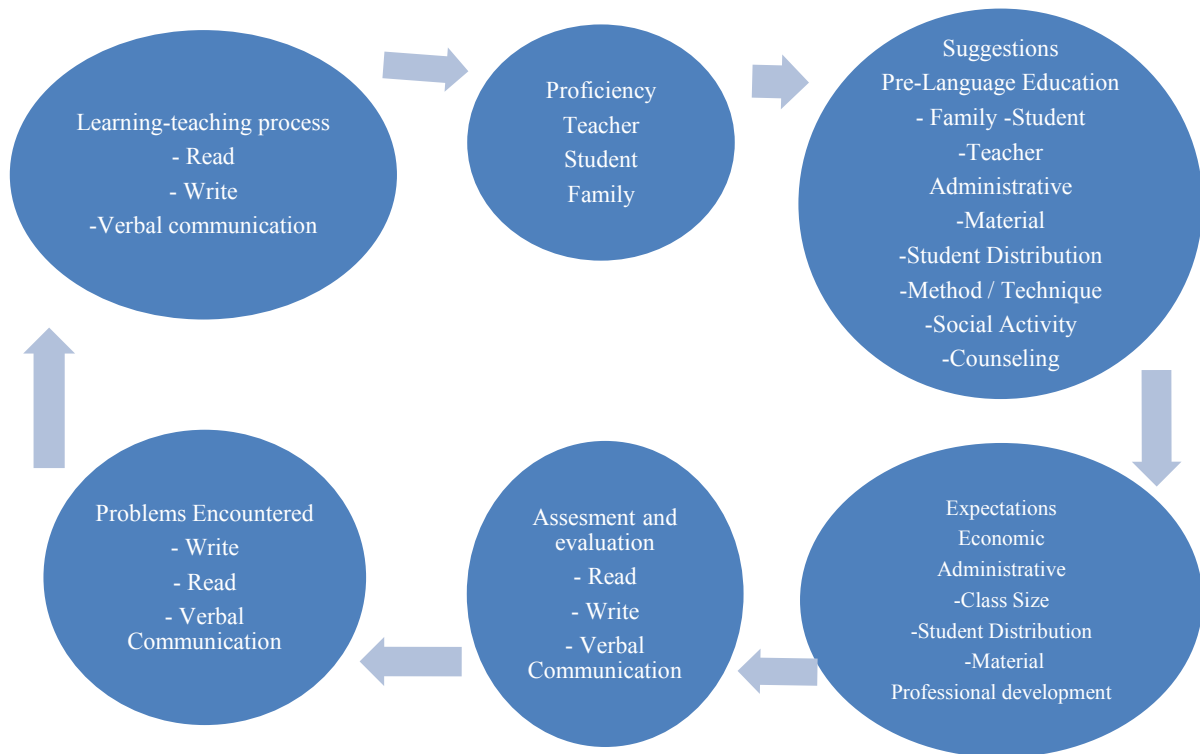 Learning-teaching process
- Read
- Write
-Verbal communication
Proficiency
Teacher
Student
Family
Suggestions
Pre-Language Education
- Family -Student
-Teacher
Administrative
-Material
-Student Distribution
-Method / Technique
-Social Activity
-Counseling
Expectations
Economic
Administrative
-Class Size
-Student Distribution
-Material
Professional development
Assesment and
evaluation
- Read
- Write
- Verbal
Communication
Problems Encountered
- Write
- Read
- Verbal
Communication